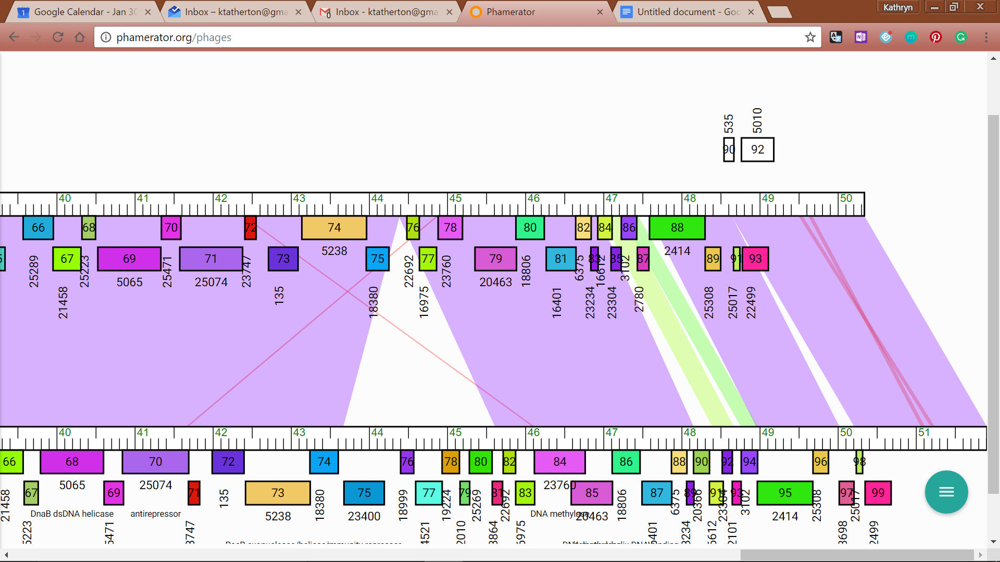 Google Calendar - Jan 30
Inbox – ktatherton@gma
Inbox - ktatherton@gma
Phamerator
Untitled document - Goo
Kathryn
phamerator.org/phages
535 5010
90 92
40 41 42 43 44 45 46 47 48 49 50
66 68 70 72 74 76 78 80 82 84 86 88
5238 2414
67 69 71 73 75 77 79 81 83 85 87 89 91 93
25289 25223 25471 23747 22692 23760 18806 6375 16612 3102
5065 25074 20463
21458 135 18380 16975 16401 23234 23304 2780 25308 25017 22499
40 41 42 43 44 45 46 47 48 49 50 51
66 68 70 72 74 76 78 80 82 84 86 88 90 92 94 96 98
5065 25074 23760
67 69 71 73 75 77 79 81 83 85 87 89 91 93 95 97 99
21458 135 18380 18999 19224 25269 22692 18806 6375 20366 23304 3102 25308 25017
DnaB dsDNA helicase antirepressor DNA methylase
5238 23400 20463 2414
5223 5471 3747 4521 2010 3864 6975 6401 3234 6612 2101 3698 2499